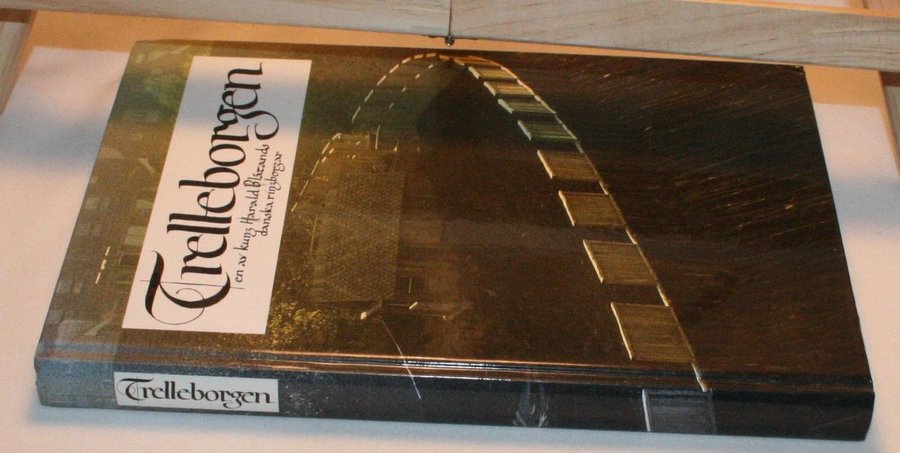 Trelleborgen
en av kung Harald Blåtands
danska ringborgar
Trelleborgen